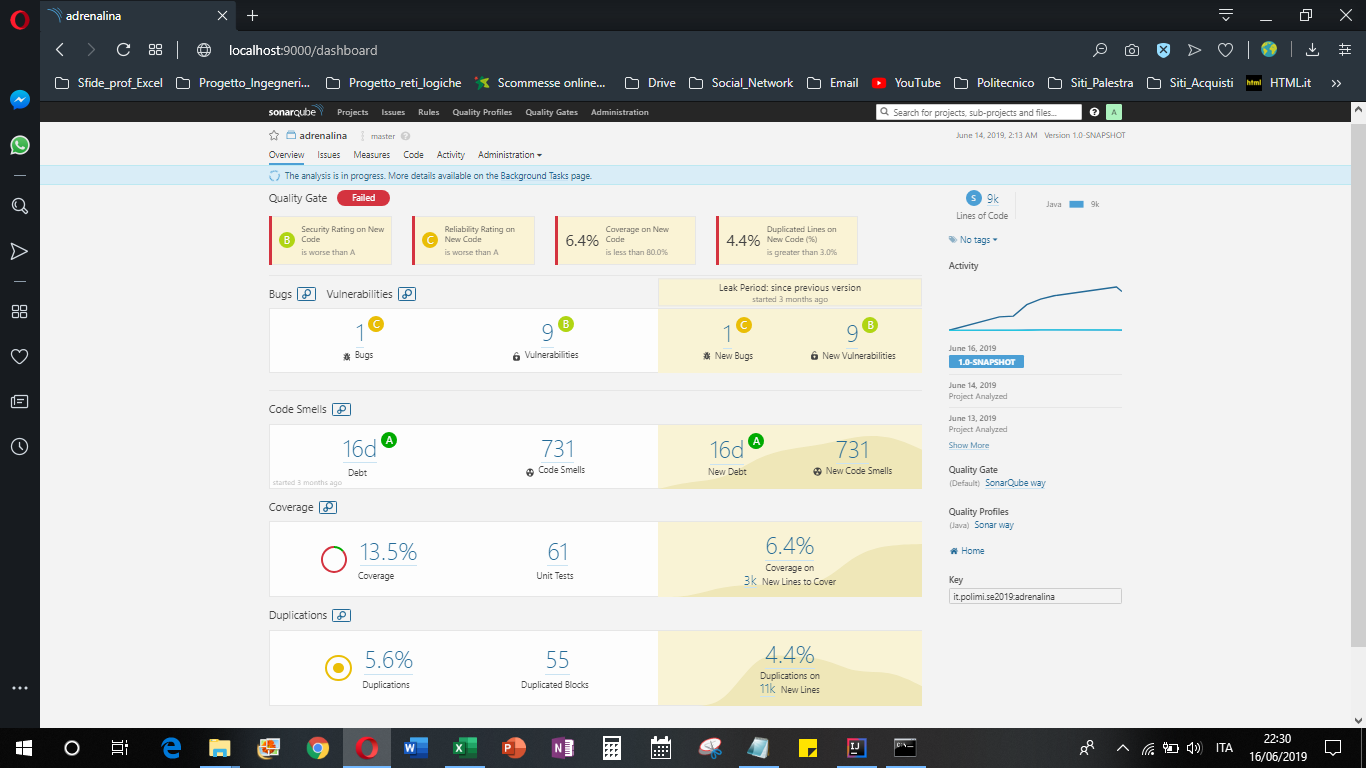 adrenalina
localhost:9000/dashboard
Sfide_prof_Excel Progetto_Ingegneri... Progetto_reti_logiche Scommesse online... Drive Social_Network Email YouTube Politecnico Siti_Palestra Siti_Acquisti html HTML.it »
sonarqube Projects Issues Rules Quality Profiles Quality Gates Administration Search for projects, sub-projects and files... ? A
adrenalina master ? June 14, 2019, 2:13 AM Version 1.0-SNAPSHOT
Overview Issues Measures Code Activity Administration
The analysis is in progress. More details available on the Background Tasks page.
Quality Gate Failed
B Security Rating on New Code
is worse than A
C Reliability Rating on New Code
is worse than A
6.4% Coverage on New Code
is less than 80.0%
4.4% Duplicated Lines on New Code (%)
is greater than 3.0%
Bugs Vulnerabilities
Leak Period: since previous version
started 3 months ago
1 C
Bugs
9 B
Vulnerabilities
1 C
New Bugs
9 B
New Vulnerabilities
Code Smells
16d A
Debt
started 3 months ago
731
Code Smells
16d A
New Debt
731
New Code Smells
Coverage
13.5%
Coverage
61
Unit Tests
6.4%
Coverage on
3k New Lines to Cover
Duplications
5.6%
Duplications
55
Duplicated Blocks
4.4%
Duplications on
11k New Lines
S 9k
Lines of Code
Java 9k
No tags
Activity
June 16, 2019
1.0-SNAPSHOT
June 14, 2019
Project Analyzed
June 13, 2019
Project Analyzed
Show More
Quality Gate
(Default) SonarQube way
Quality Profiles
(Java) Sonar way
Home
Key
it.polimi.se2019:adrenalina
ITA
22:30
16/06/2019